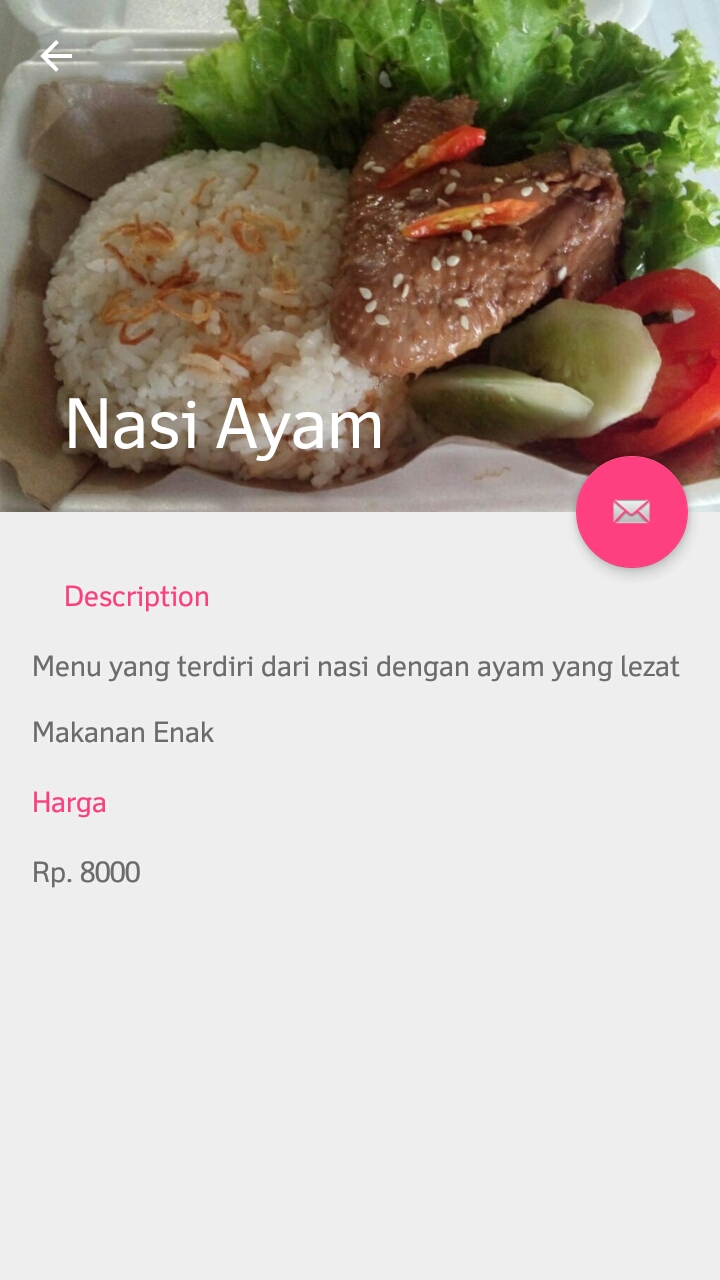 Nasi Ayam
Description
Menu yang terdiri dari nasi dengan ayam yang lezat
Makanan Enak
Harga
Rp. 8000